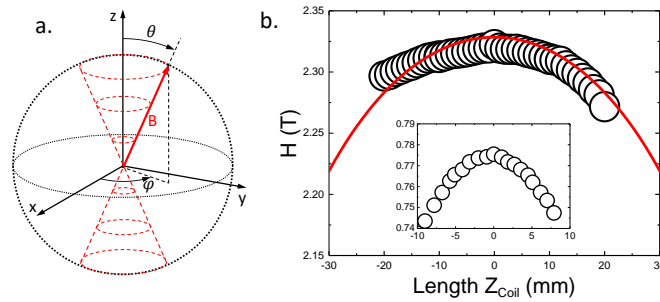 a.
z
θ
B
φ
x
y
b.
H (T)
2.35
2.30
2.25
2.20
2.15
0.79
0.78
0.77
0.76
0.75
0.74
-10
-5
0
5
10
-30
-20
-10
0
10
20
30
Length Z_Coil (mm)